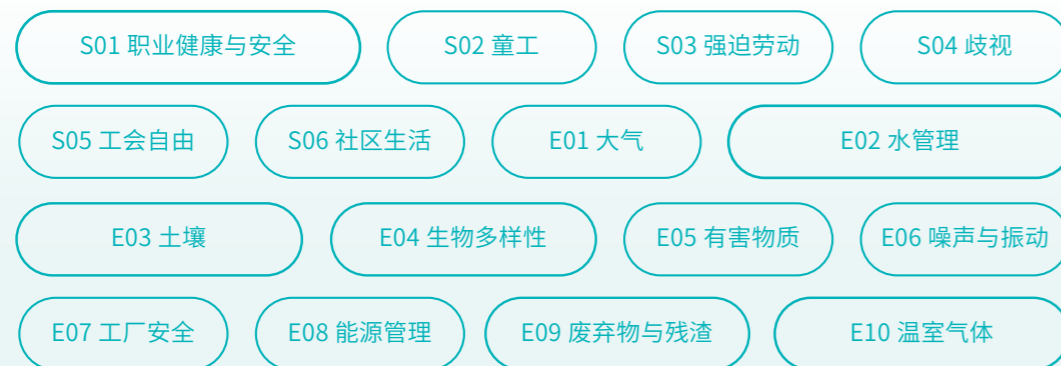 S01 职业健康与安全 S02 童工 S03 强迫劳动 S04 歧视
S05 工会自由 S06 社区生活 E01 大气 E02 水管理
E03 土壤 E04 生物多样性 E05 有害物质 E06 噪声与振动
E07 工厂安全 E08 能源管理 E09 废弃物与残渣 E10 温室气体